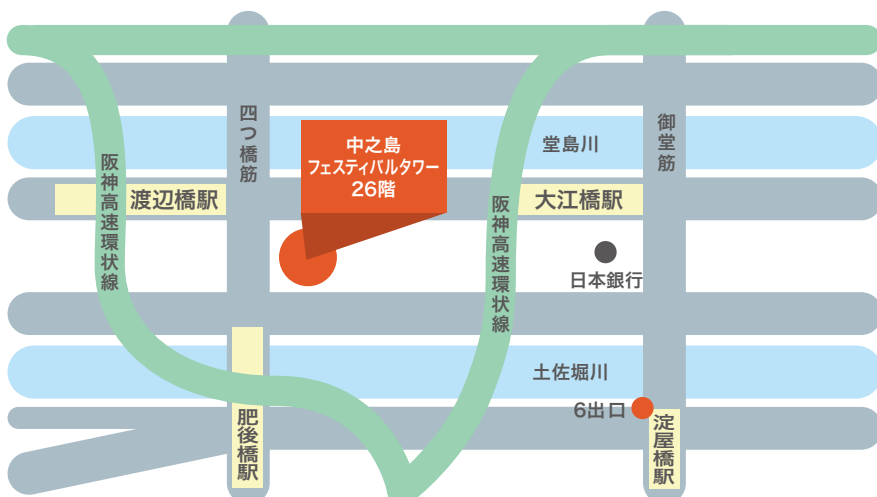 四つ橋筋
御堂筋
中之島
フェスティバルタワー
26階
堂島川
阪神高速環状線
渡辺橋駅
阪神高速環状線
大江橋駅
日本銀行
土佐堀川
6出口
肥後橋駅
淀屋橋駅